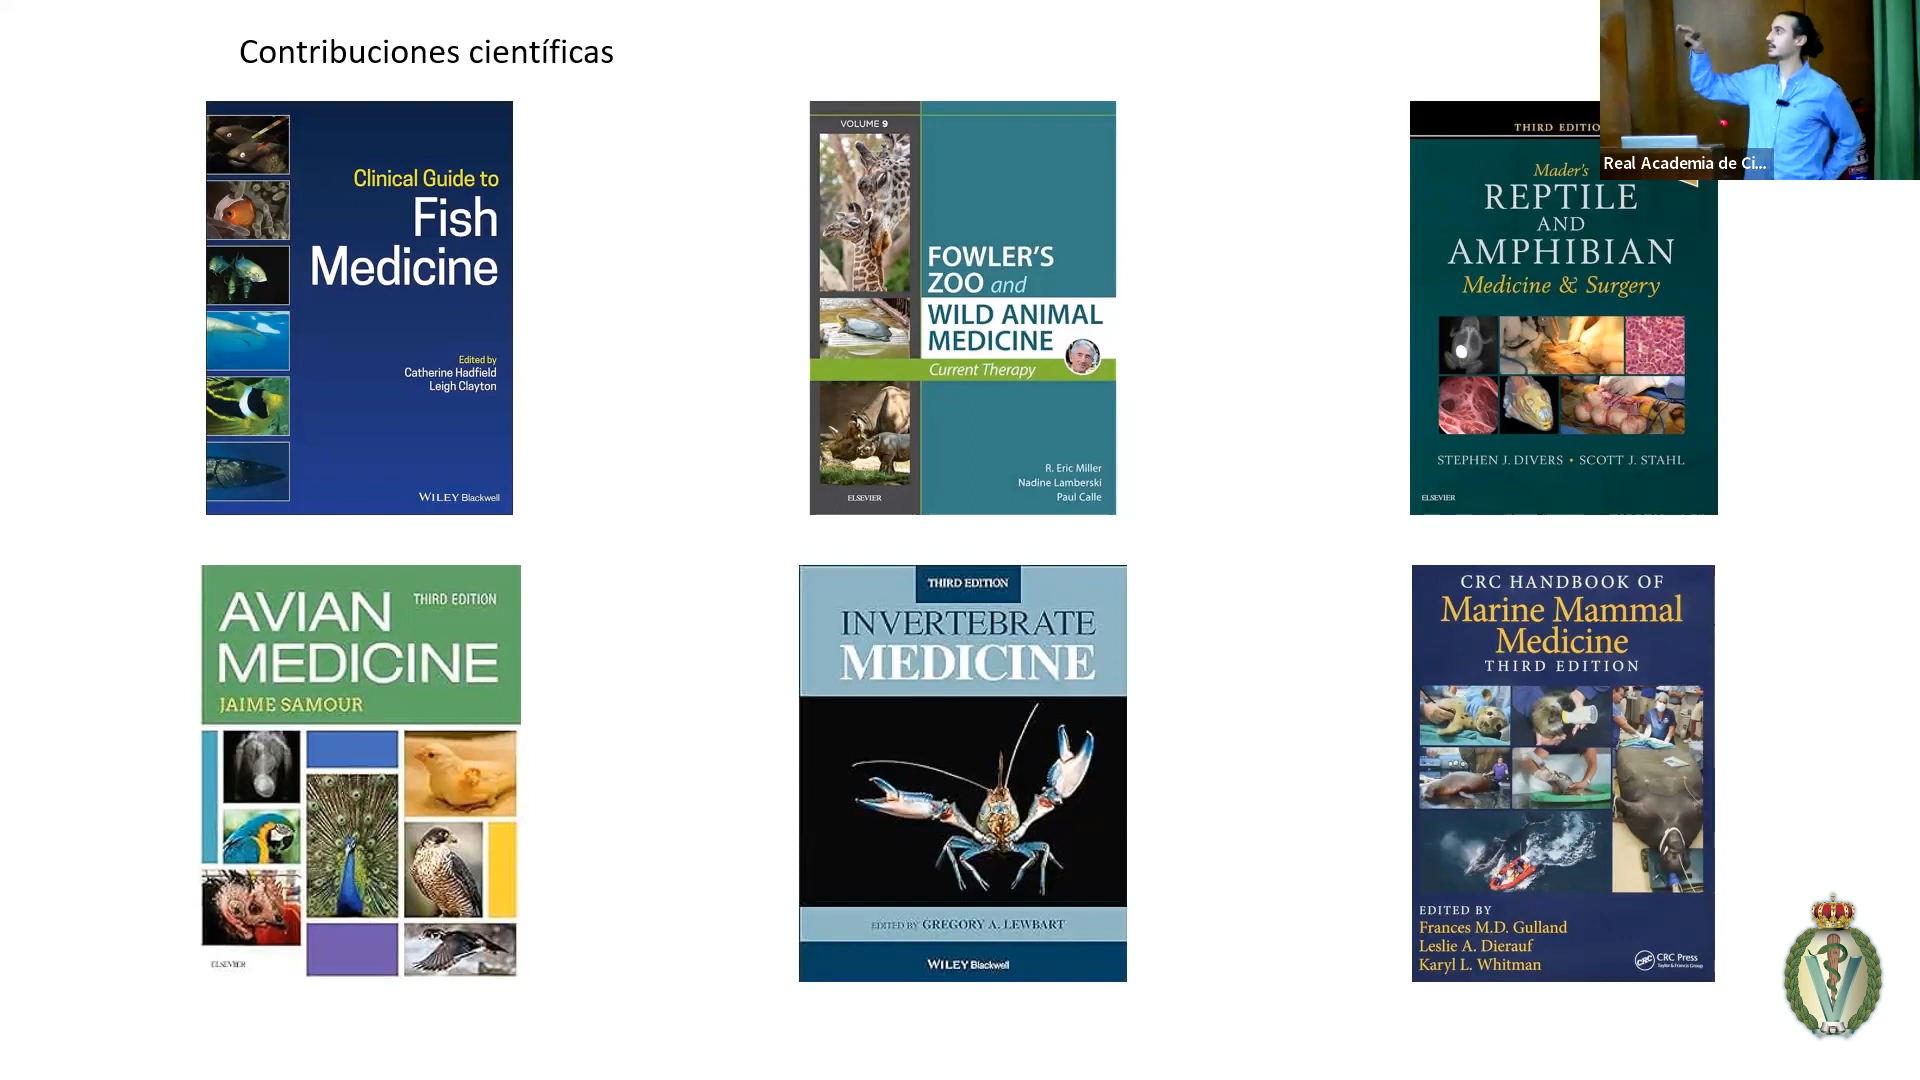 Contribuciones científicas
Clinical Guide to
Fish
Medicine
Edited by
Catherine Hadfield
Leigh Clayton
WILEY Blackwell
VOLUME 9
FOWLER'S
ZOO and
WILD ANIMAL
MEDICINE
Current Therapy
R. Eric Miller
Nadine Lamberski
Paul Calle
ELSEVIER
THIRD EDITIO
Mader's
REPTILE
AND
AMPHIBIAN
Medicine & Surgery
STEPHEN J. DIVERS • SCOTT J. STAHL
ELSEVIER
Real Academia de Ci...
AVIAN
THIRD EDITION
MEDICINE
JAIME SAMOUR
ELSEVIER
THIRD EDITION
INVERTEBRATE
MEDICINE
EDITED BY GREGORY A. LEWBART
WILEY Blackwell
CRC HANDBOOK OF
Marine Mammal
Medicine
THIRD EDITION
EDITED BY
Frances M.D. Gulland
Leslie A. Dierauf
Karyl L. Whitman
CRC
CRC Press
Taylor & Francis Group
V